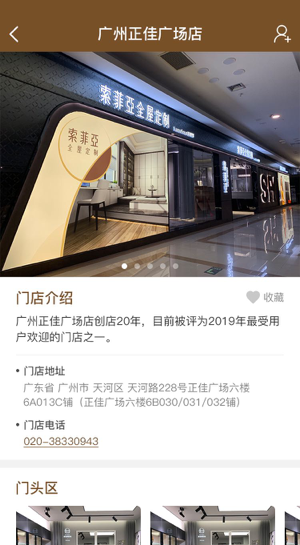 广州正佳广场店
索菲亞全屋定制
索菲亞
全屋定制
门店介绍
收藏
广州正佳广场店创店20年，目前被评为2019年最受用
户欢迎的门店之一。
门店地址
广东省 广州市 天河区 天河路228号正佳广场六楼
6A013C铺（正佳广场六楼6B030/031/032铺）
门店电话
020-38330943
门头区